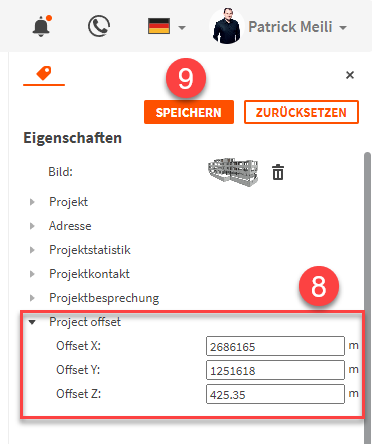 Patrick Meili
9
×
SPEICHERN ZURÜCKSETZEN
Eigenschaften
Bild:
Projekt
Adresse
Projektstatistik
Projektkontakt
Projektbesprechung
8
Project offset
Offset X: 2686165 m
Offset Y: 1251618 m
Offset Z: 425.35 m